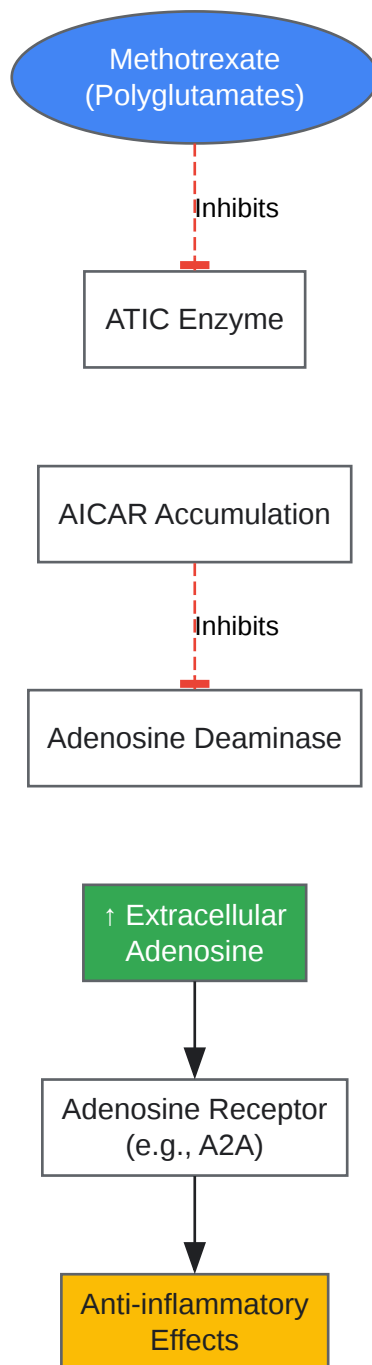 Methotrexate
(Polyglutamates)
Inhibits
ATIC Enzyme
AICAR Accumulation
Inhibits
Adenosine Deaminase
↑ Extracellular
Adenosine
Adenosine Receptor
(e.g., A2A)
Anti-inflammatory
Effects